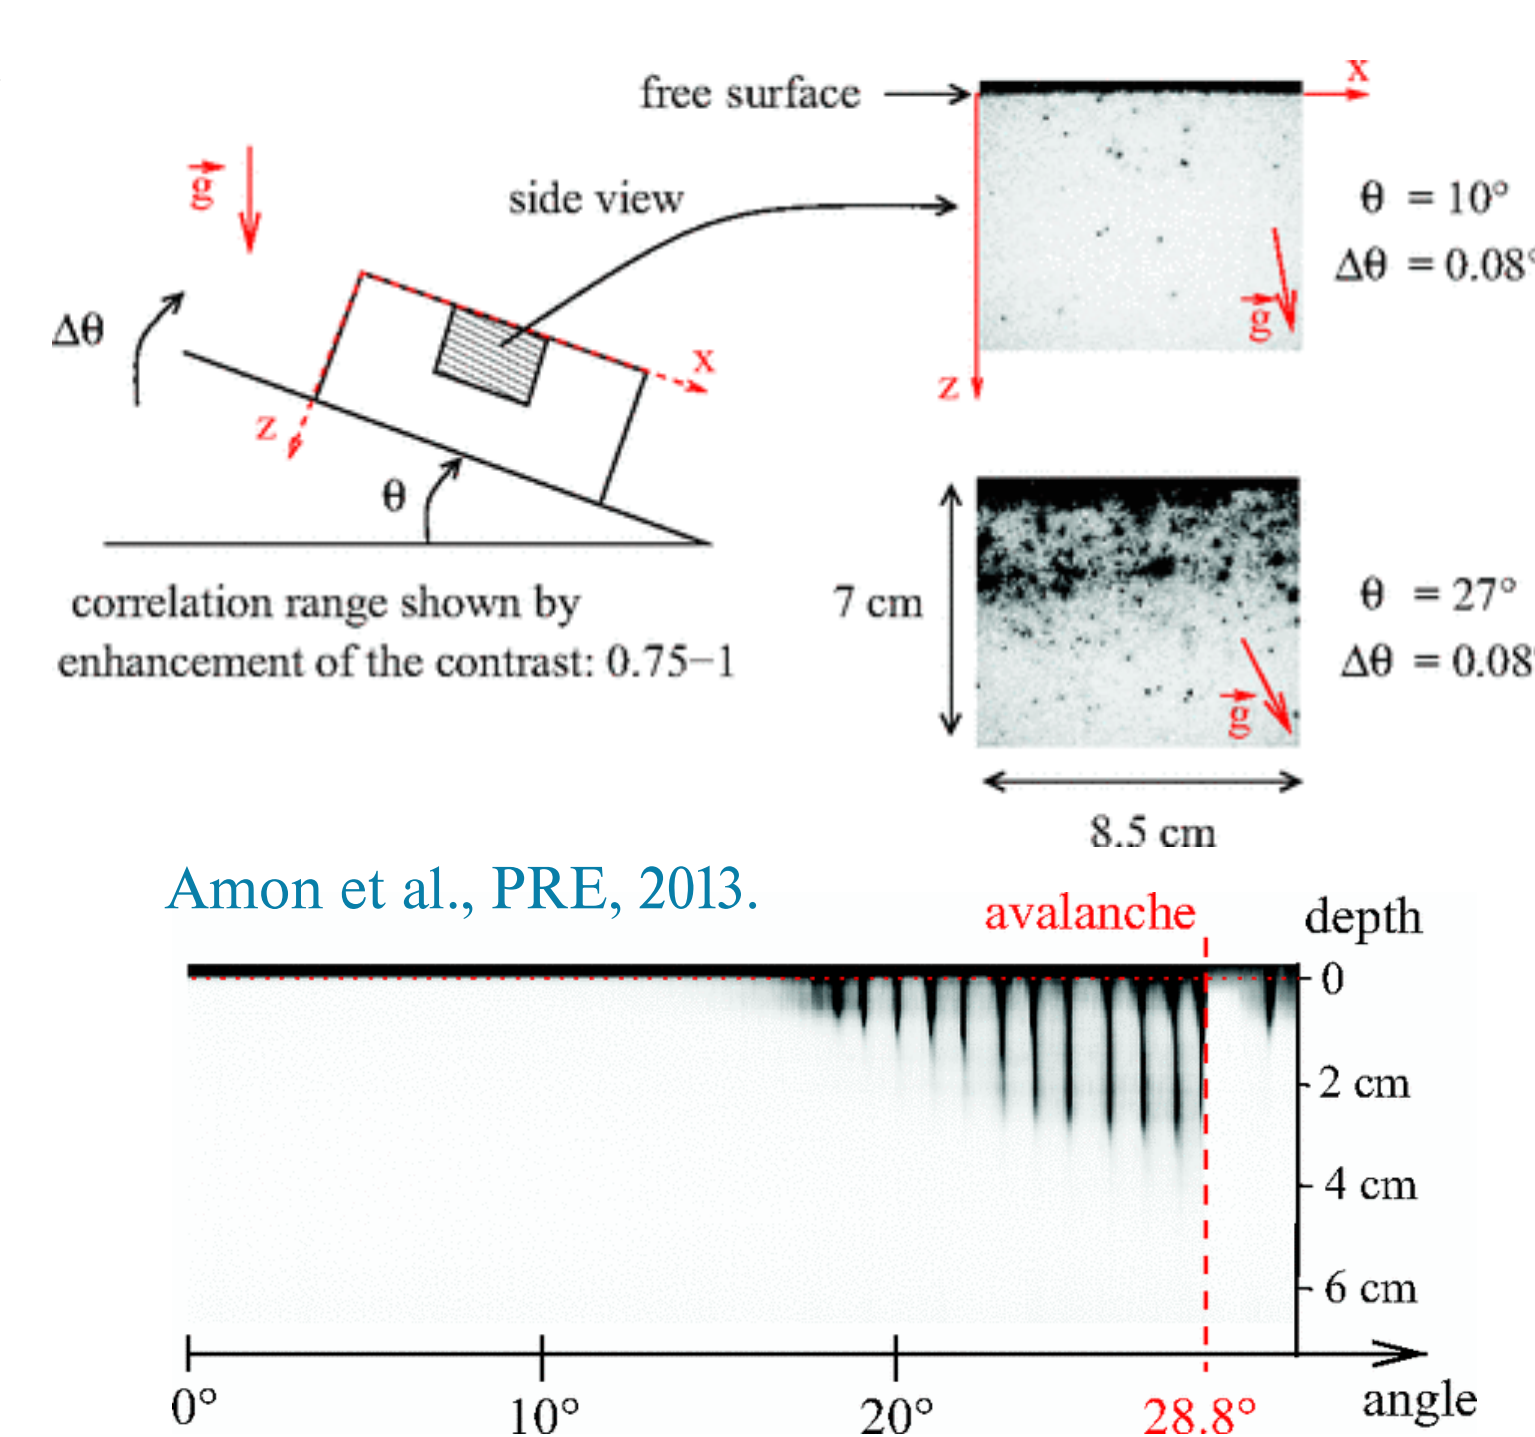 free surface
x
g
side view
θ = 10°
Δθ = 0.08°
Δθ
x
g
z
z
θ
correlation range shown by
enhancement of the contrast: 0.75−1
7 cm
θ = 27°
Δθ = 0.08°
g
8.5 cm
Amon et al., PRE, 2013.
avalanche
depth
0
2 cm
4 cm
6 cm
0°
10°
20°
28.8°
angle